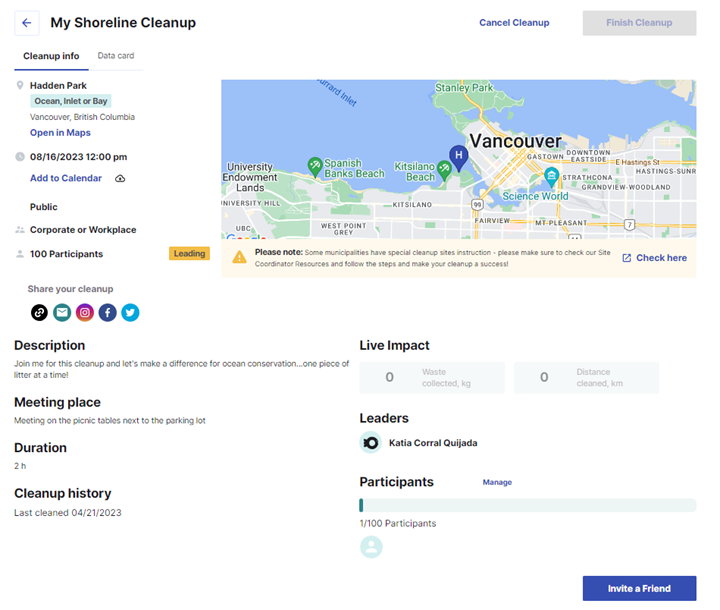 My Shoreline Cleanup
Cancel Cleanup
Finish Cleanup
Cleanup info
Data card
Hadden Park
Ocean, Inlet or Bay
Vancouver, British Columbia
Open in Maps
08/16/2023 12:00 pm
Add to Calendar
Public
Corporate or Workplace
100 Participants
Leading
Share your cleanup
urrard Inlet
Stanley Park
Vancouver
H
GASTOWN
DOWNTOWN
EASTSIDE
E Hastings St
HASTINGS-SUNR
University
Endowment
Lands
Spanish
Banks Beach
Kitsilano
Beach
STRATHCONA
GRANDVIEW-WOODLAND
Science World
UNIVERSITY HILL
KITSILANO
99
UBC
WEST POINT
GREY
FAIRVIEW
MT-PLEASANT
7
Google
Please note: Some municipalities have special cleanup sites instruction - please make sure to check our Site
Coordinator Resources and follow the steps and make your cleanup a success!
Check here
Description
Join me for this cleanup and let's make a difference for ocean conservation...one piece of
litter at a time!
Meeting place
Meeting on the picnic tables next to the parking lot
Duration
2 h
Cleanup history
Last cleaned 04/21/2023
Live Impact
0
Waste
collected, kg
0
Distance
cleaned, km
Leaders
Katia Corral Quijada
Participants
Manage
1/100 Participants
Invite a Friend